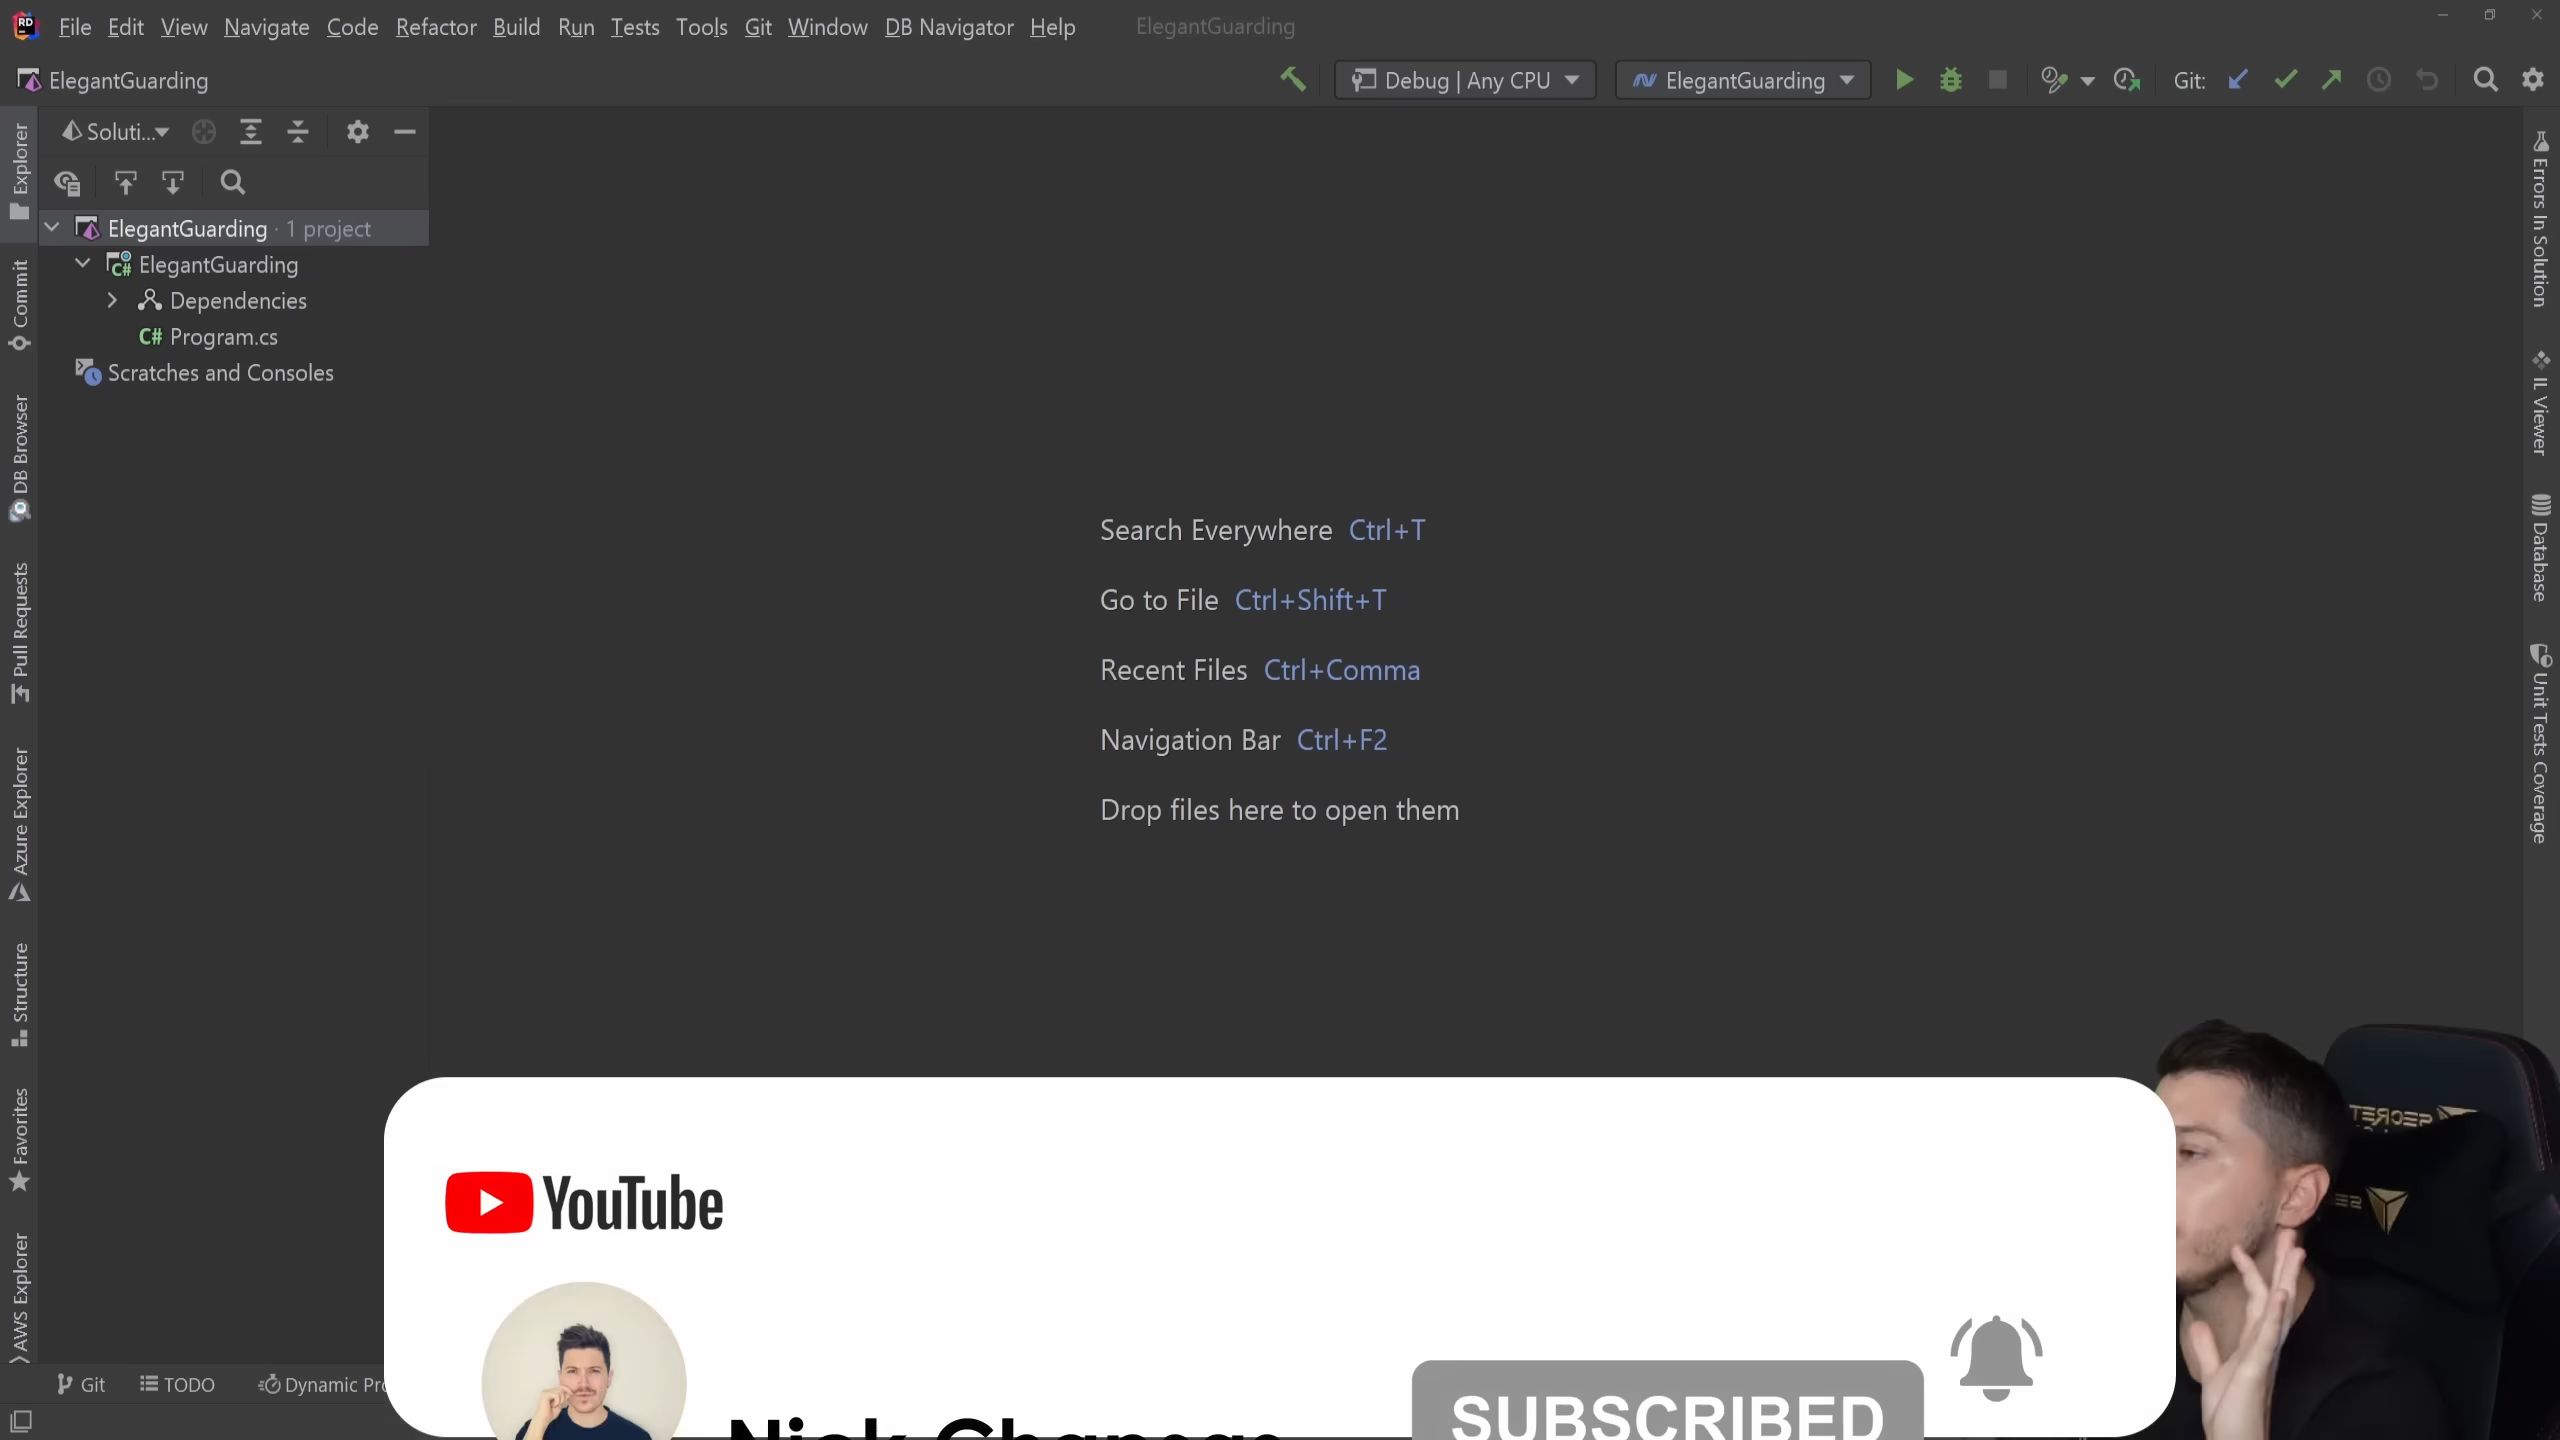 File Edit View Navigate Code Refactor Build Run Tests Tools Git Window DB Navigator Help ElegantGuarding
ElegantGuarding
Debug | Any CPU
ElegantGuarding
Git:
Soluti...
ElegantGuarding · 1 project
ElegantGuarding
Dependencies
C# Program.cs
Scratches and Consoles
Explorer
Commit
DB Browser
Pull Requests
Azure Explorer
Structure
Favorites
AWS Explorer
Search Everywhere Ctrl+T
Go to File Ctrl+Shift+T
Recent Files Ctrl+Comma
Navigation Bar Ctrl+F2
Drop files here to open them
Errors In Solution
IL Viewer
Database
Unit Tests Coverage
YouTube
Nick Chapsas
SUBSCRIBED
SECRET
Git
TODO
Dynamic